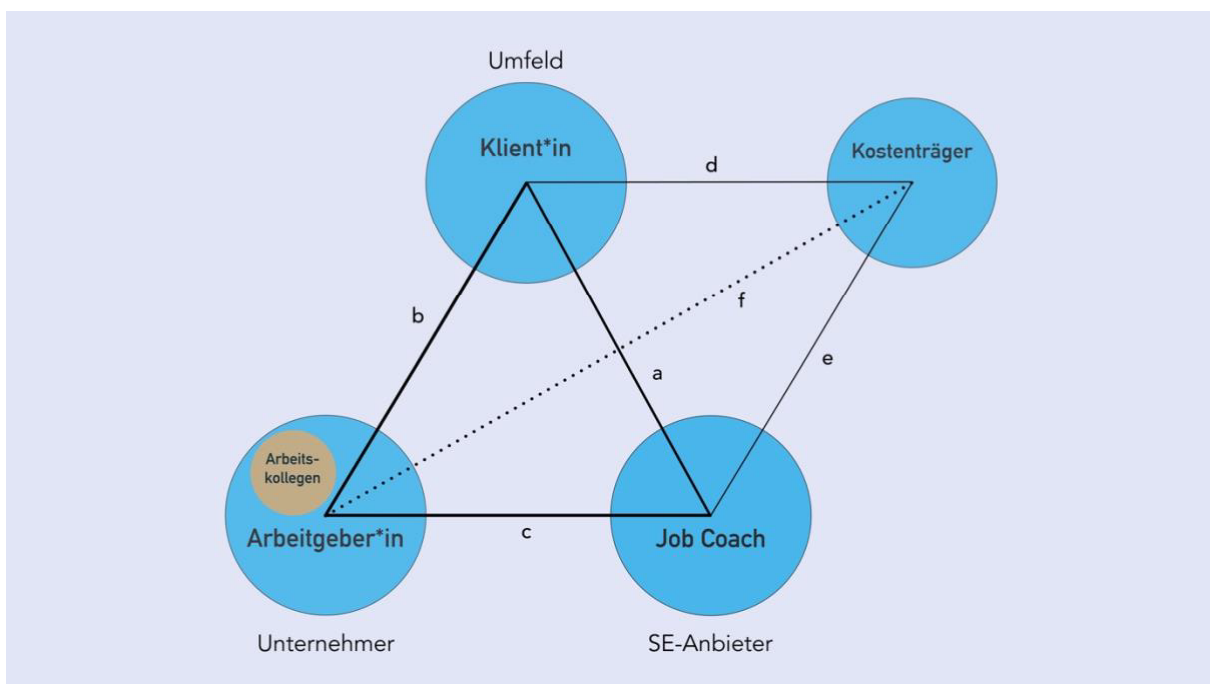 Umfeld
Klient*in
Kostenträger
d
b
f
a
e
Arbeits-
kollegen
Arbeitgeber*in
c
Job Coach
Unternehmer
SE-Anbieter